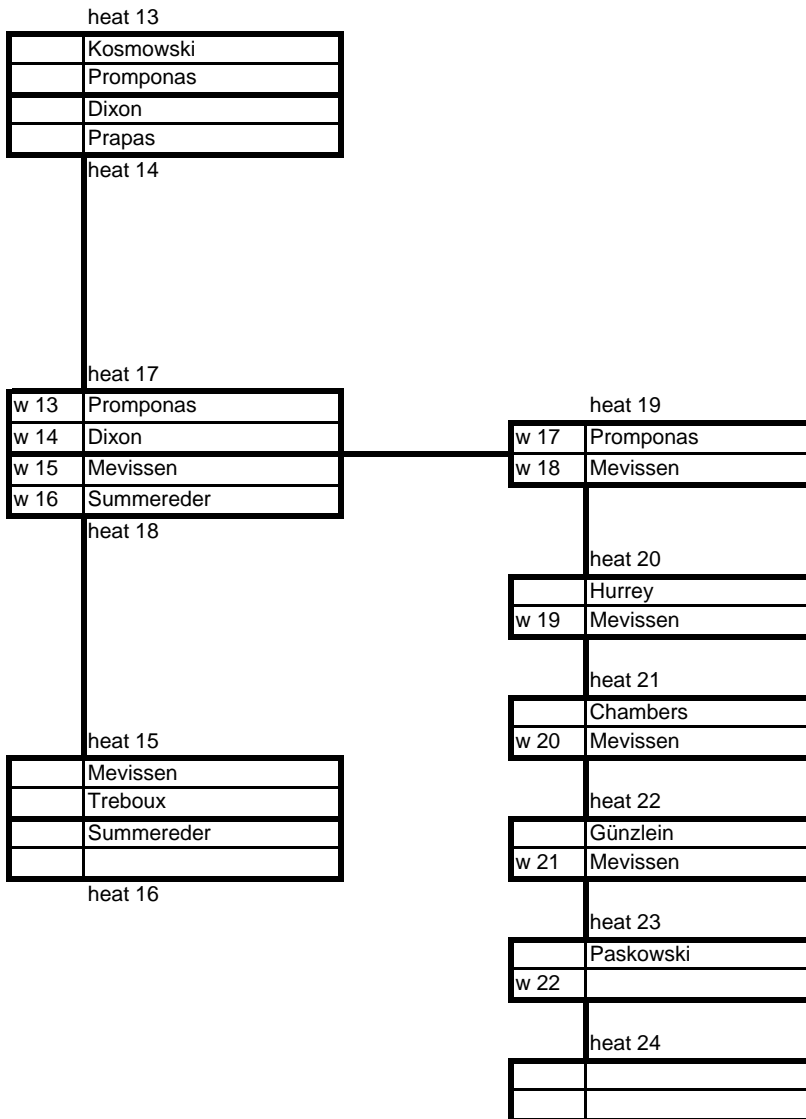 heat 13
Kosmowski
Promponas
Dixon
Prapas
heat 14
heat 17
w 13 Promponas
w 14 Dixon
w 15 Mevissen
w 16 Summereder
heat 18
heat 15
Mevissen
Treboux
Summereder
heat 16
heat 19
w 17 Promponas
w 18 Mevissen
heat 20
Hurrey
w 19 Mevissen
heat 21
Chambers
w 20 Mevissen
heat 22
Günzlein
w 21 Mevissen
heat 23
Paskowski
w 22
heat 24